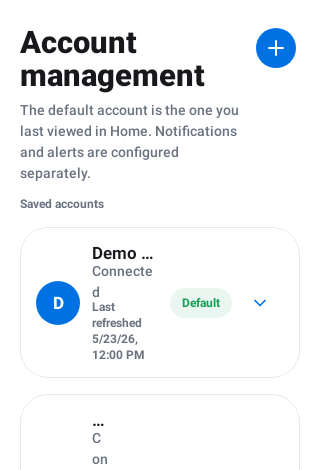 Account
management
The default account is the one you
last viewed in Home. Notifications
and alerts are configured
separately.
Saved accounts
D
Demo ...
Connecte
d
Last
refreshed
5/23/26,
12:00 PM
Default
...
C
on